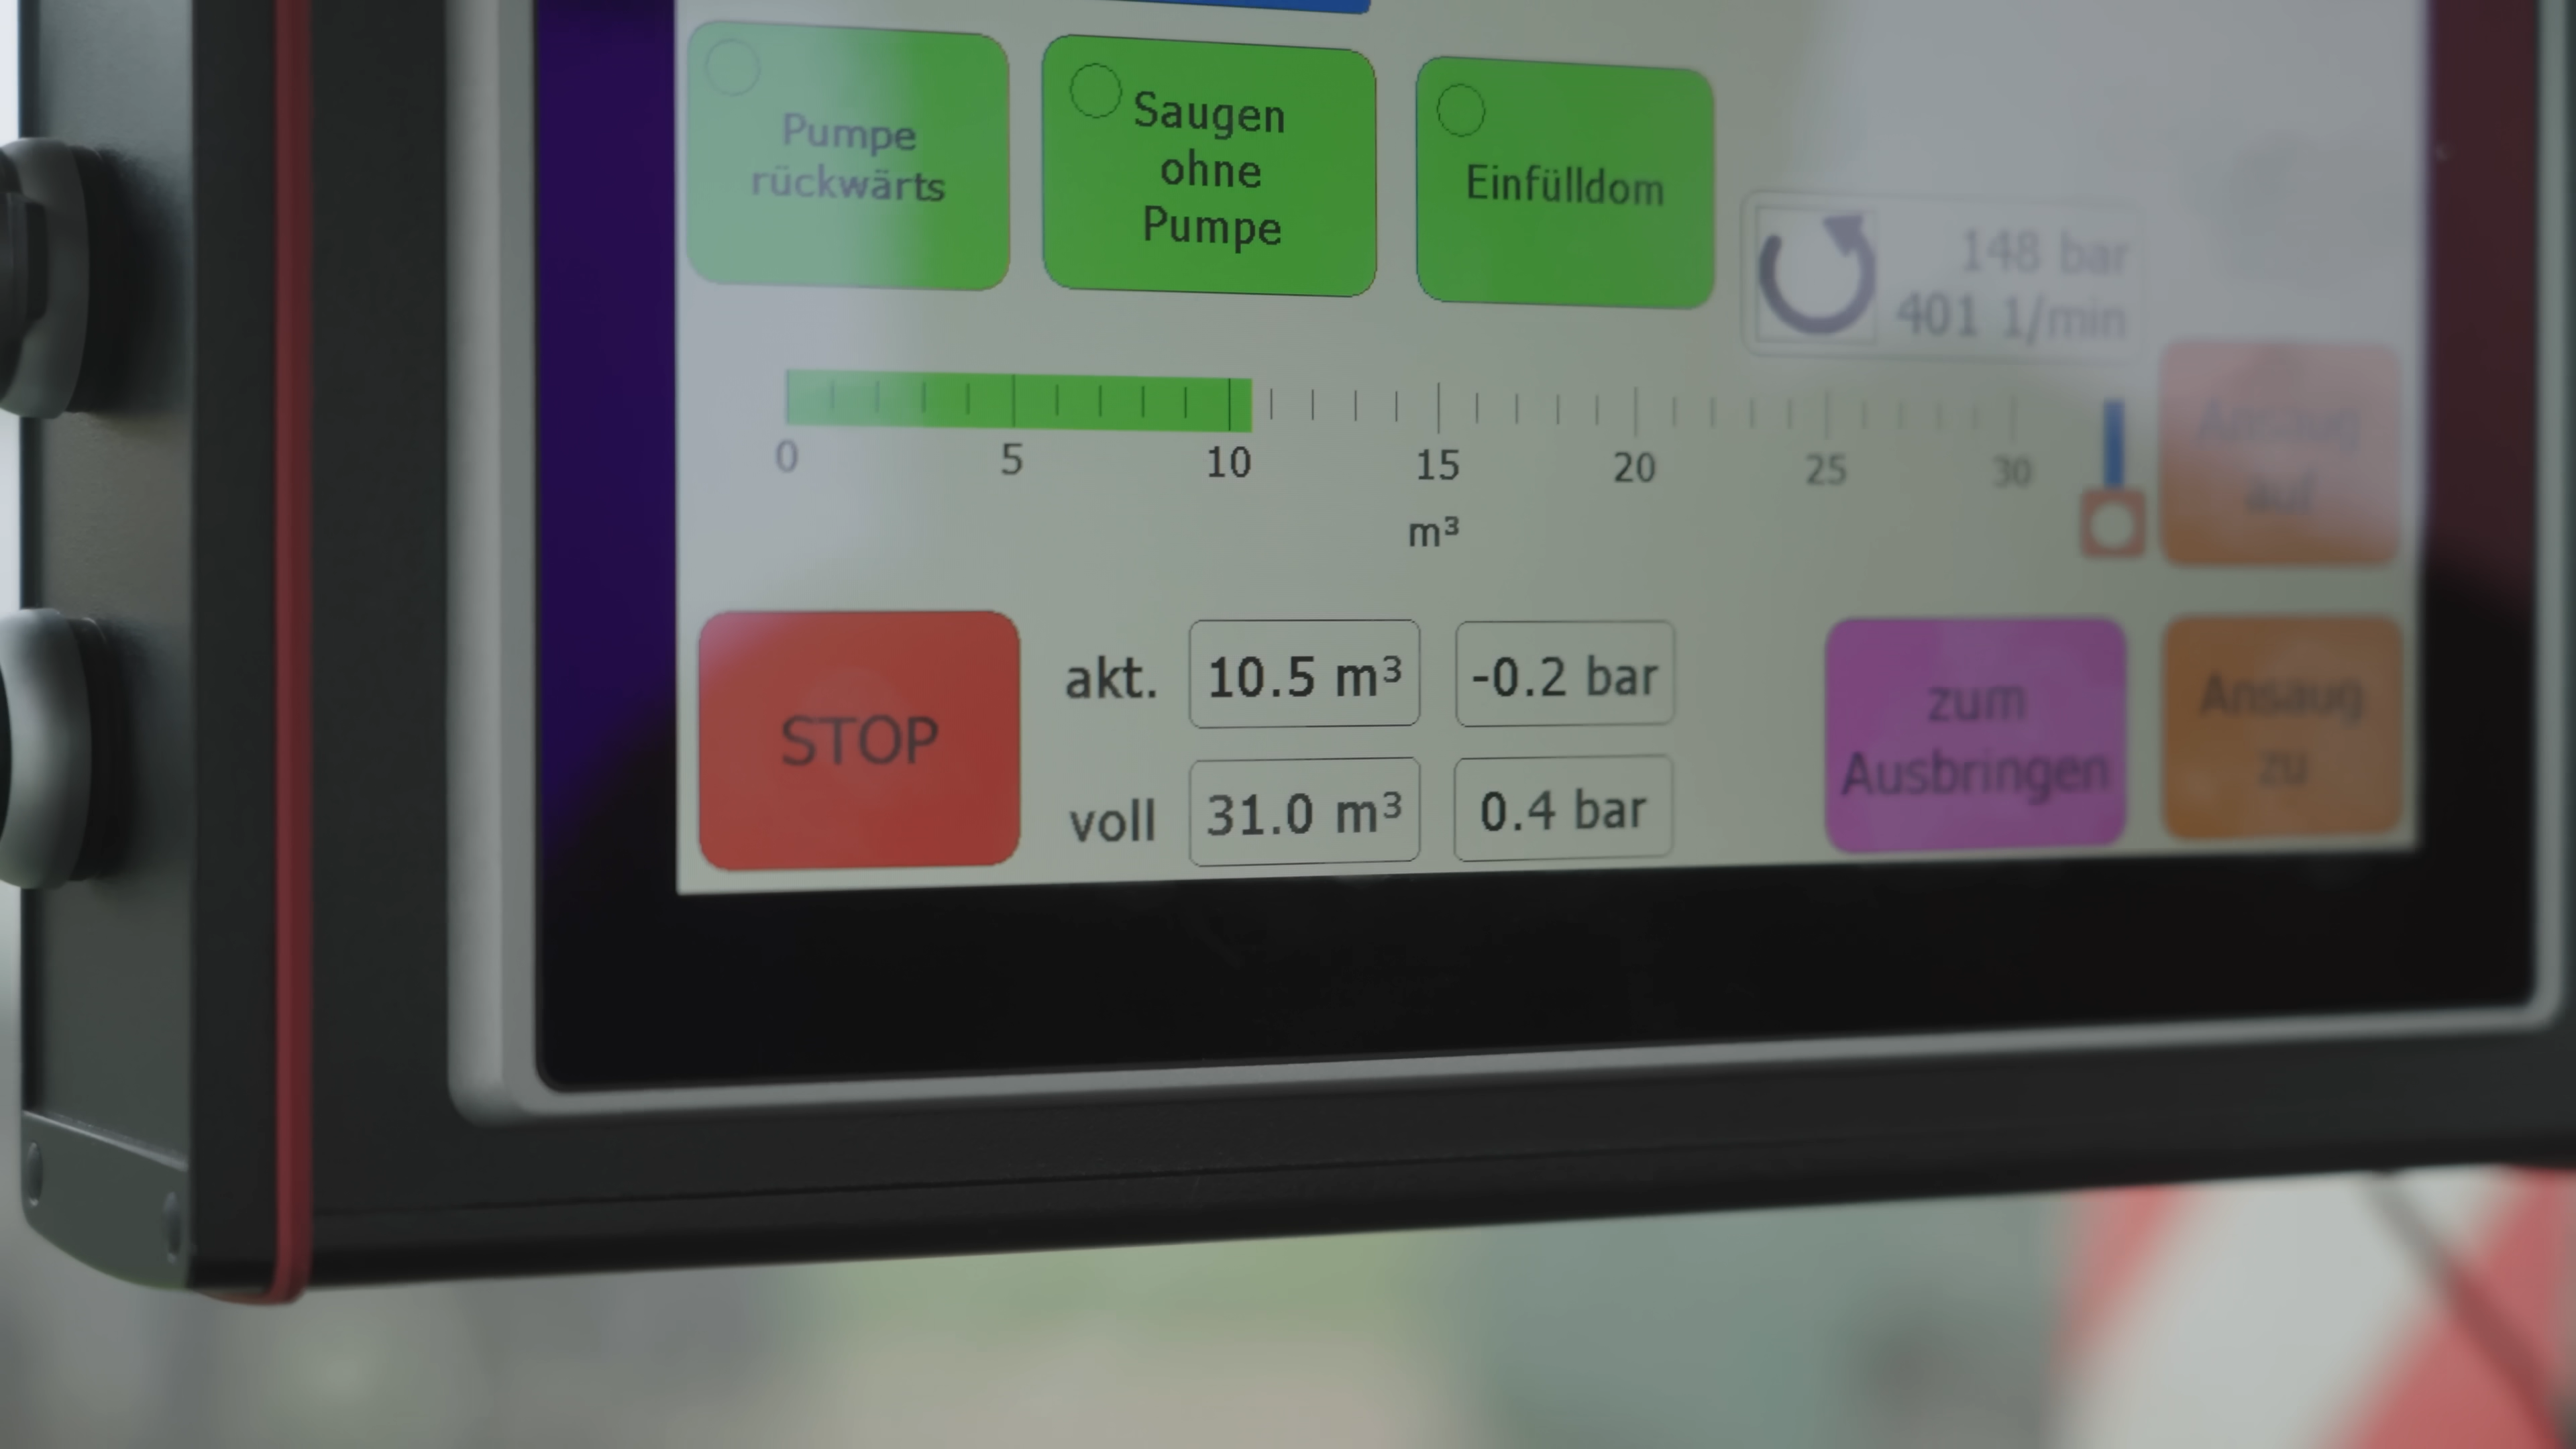 Pumpe
rückwärts
Saugen
ohne
Pumpe
Einfülldom
148 bar
401 1/min
0 5 10 15 20 25 30
m³
Ansaug
auf
STOP
akt. 10.5 m³ -0.2 bar
voll 31.0 m³ 0.4 bar
zum
Ausbringen
Ansaug
zu